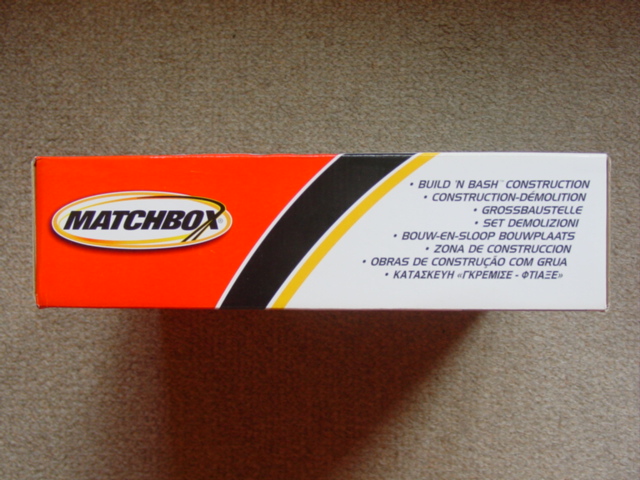 MATCHBOX
• BUILD 'N BASH™ CONSTRUCTION
• CONSTRUCTION-DÉMOLITION
• GROSSBAUSTELLE
• SET DEMOLIZIONI
• BOUW-EN-SLOOP BOUWPLAATS
• ZONA DE CONSTRUCCION
• OBRAS DE CONSTRUÇÃO COM GRUA
• ΚΑΤΑΣΚΕΥΗ «ΓΚΡΕΜΙΣΕ - ΦΤΙΑΞΕ»